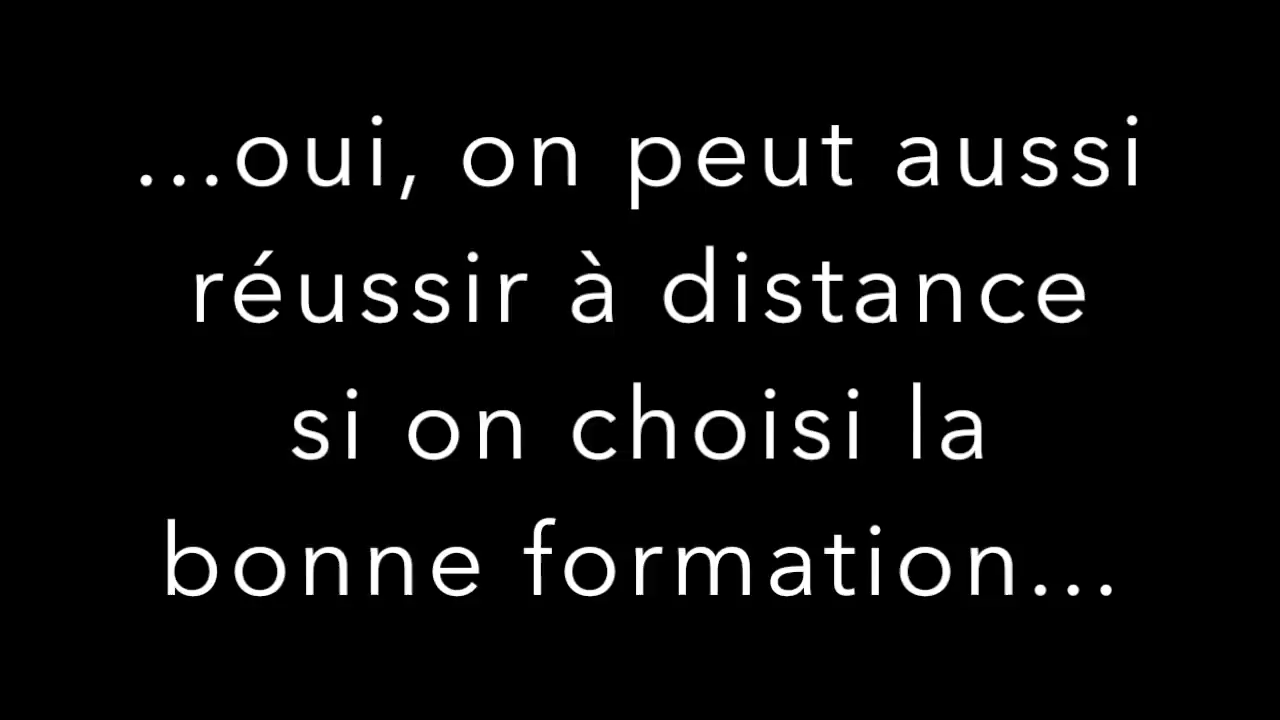 ...oui, on peut aussi
réussir à distance
si on choisi la
bonne formation...